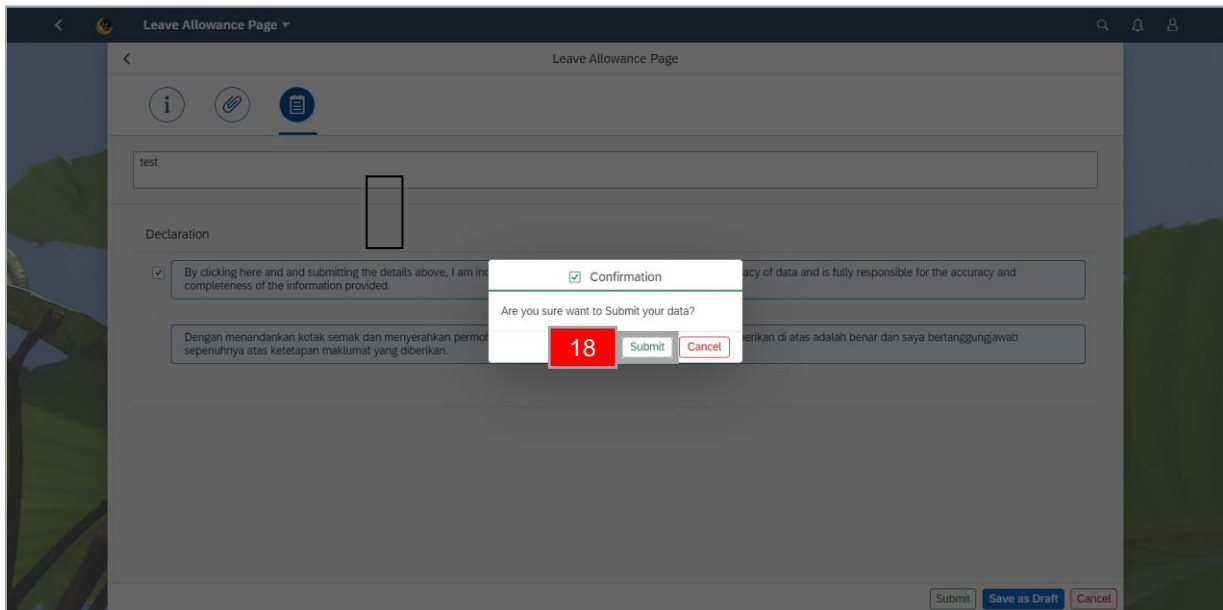 Leave Allowance Page
Leave Allowance Page
test
Declaration
By clicking here and and submitting the details above, I am
acy of data and is fully responsible for the accuracy and
completeness of the information provided.
Confirmation
Are you sure want to Submit your data?
18 Submit Cancel
Dengan menandankan kotak semak dan menyerahkan
di atas adalah benar dan saya bertanggungjawab
sepenuhnya atas ketetapan maklumat yang diberikan.
Submit Save as Draft Cancel